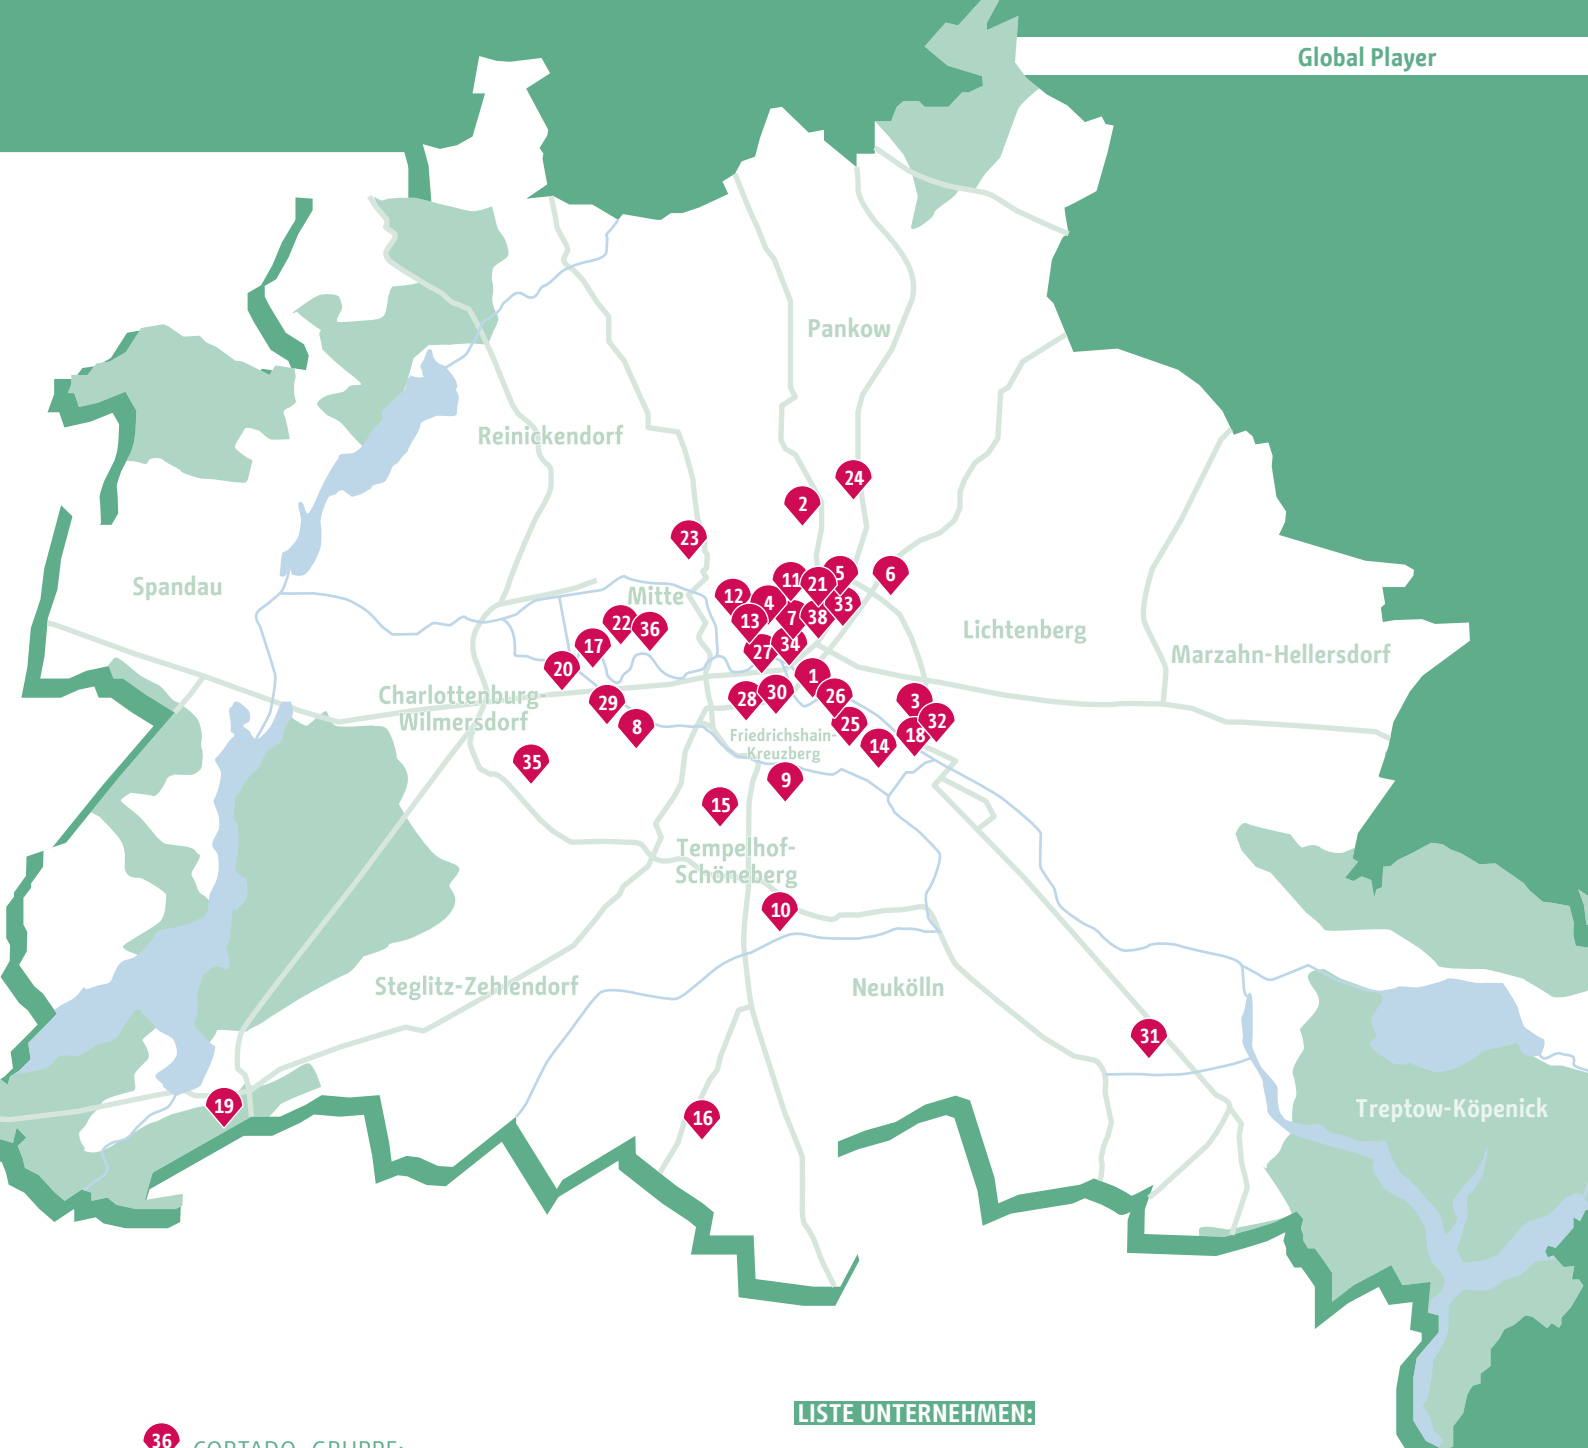 Global Player
Pankow
Reinickendorf
24
2
23
Spandau
Mitte
11
21
5
6
12
4
33
13
7
38
22
36
17
34
27
20
Lichtenberg
Marzahn-Hellersdorf
1
Charlottenburg-
Wilmersdorf
28
30
26
3
29
8
25
32
18
14
Friedrichshain-
Kreuzberg
35
9
15
Tempelhof-
Schöneberg
10
Steglitz-Zehlendorf
Neukölln
31
19
16
Treptow-Köpenick
LISTE UNTERNEHMEN:
36 CORTADO-GRUPPE: